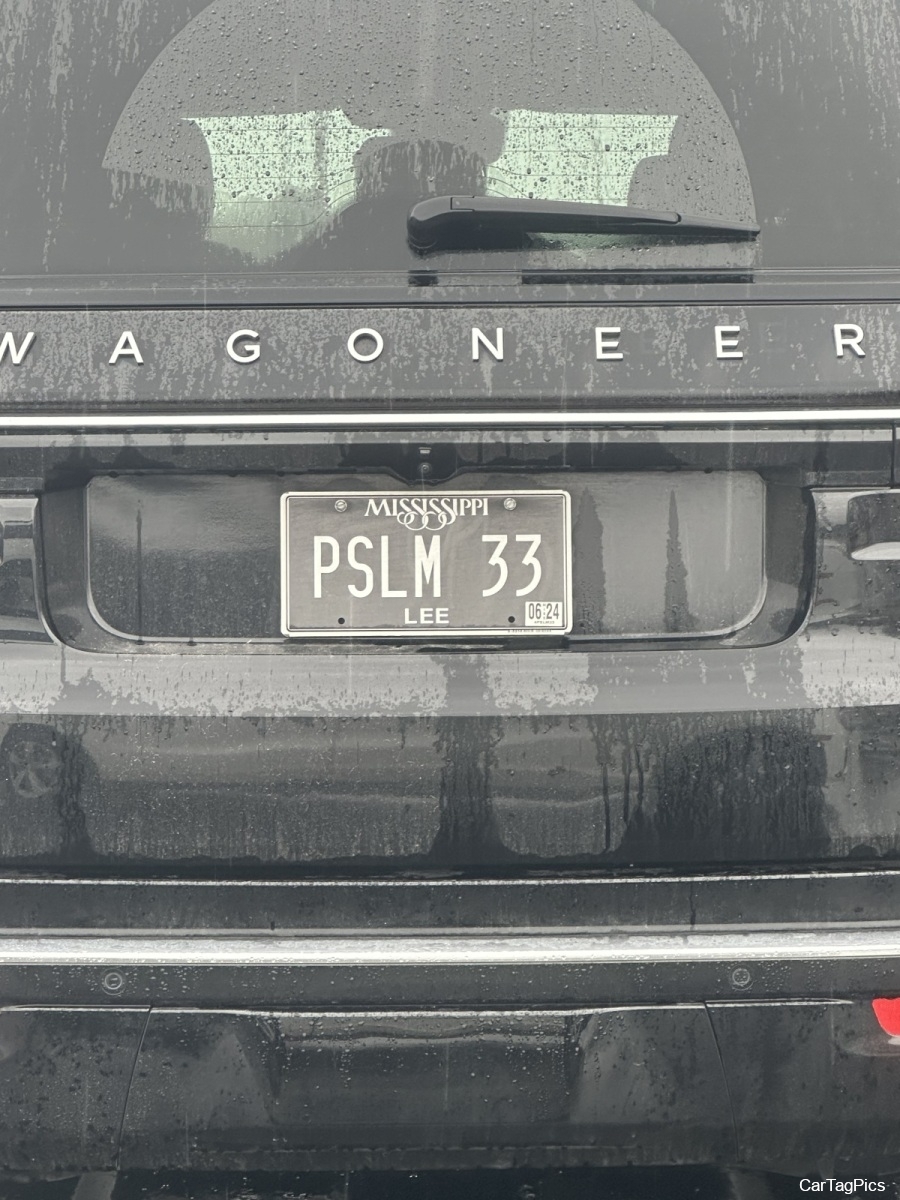 WAGONEER
MISSISSIPPI
PSLM 33
LEE
06 24
CarTagPics